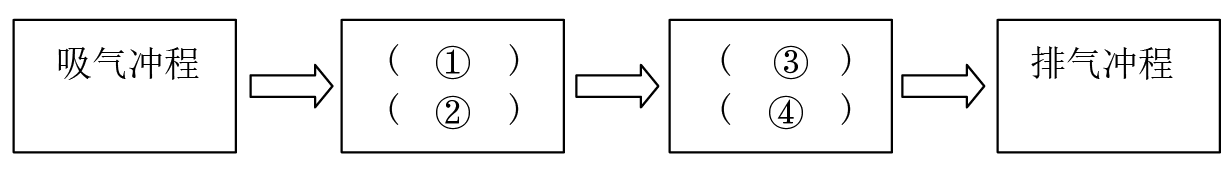 吸气冲程
（ ① ）
（ ② ）
（ ③ ）
（ ④ ）
排气冲程